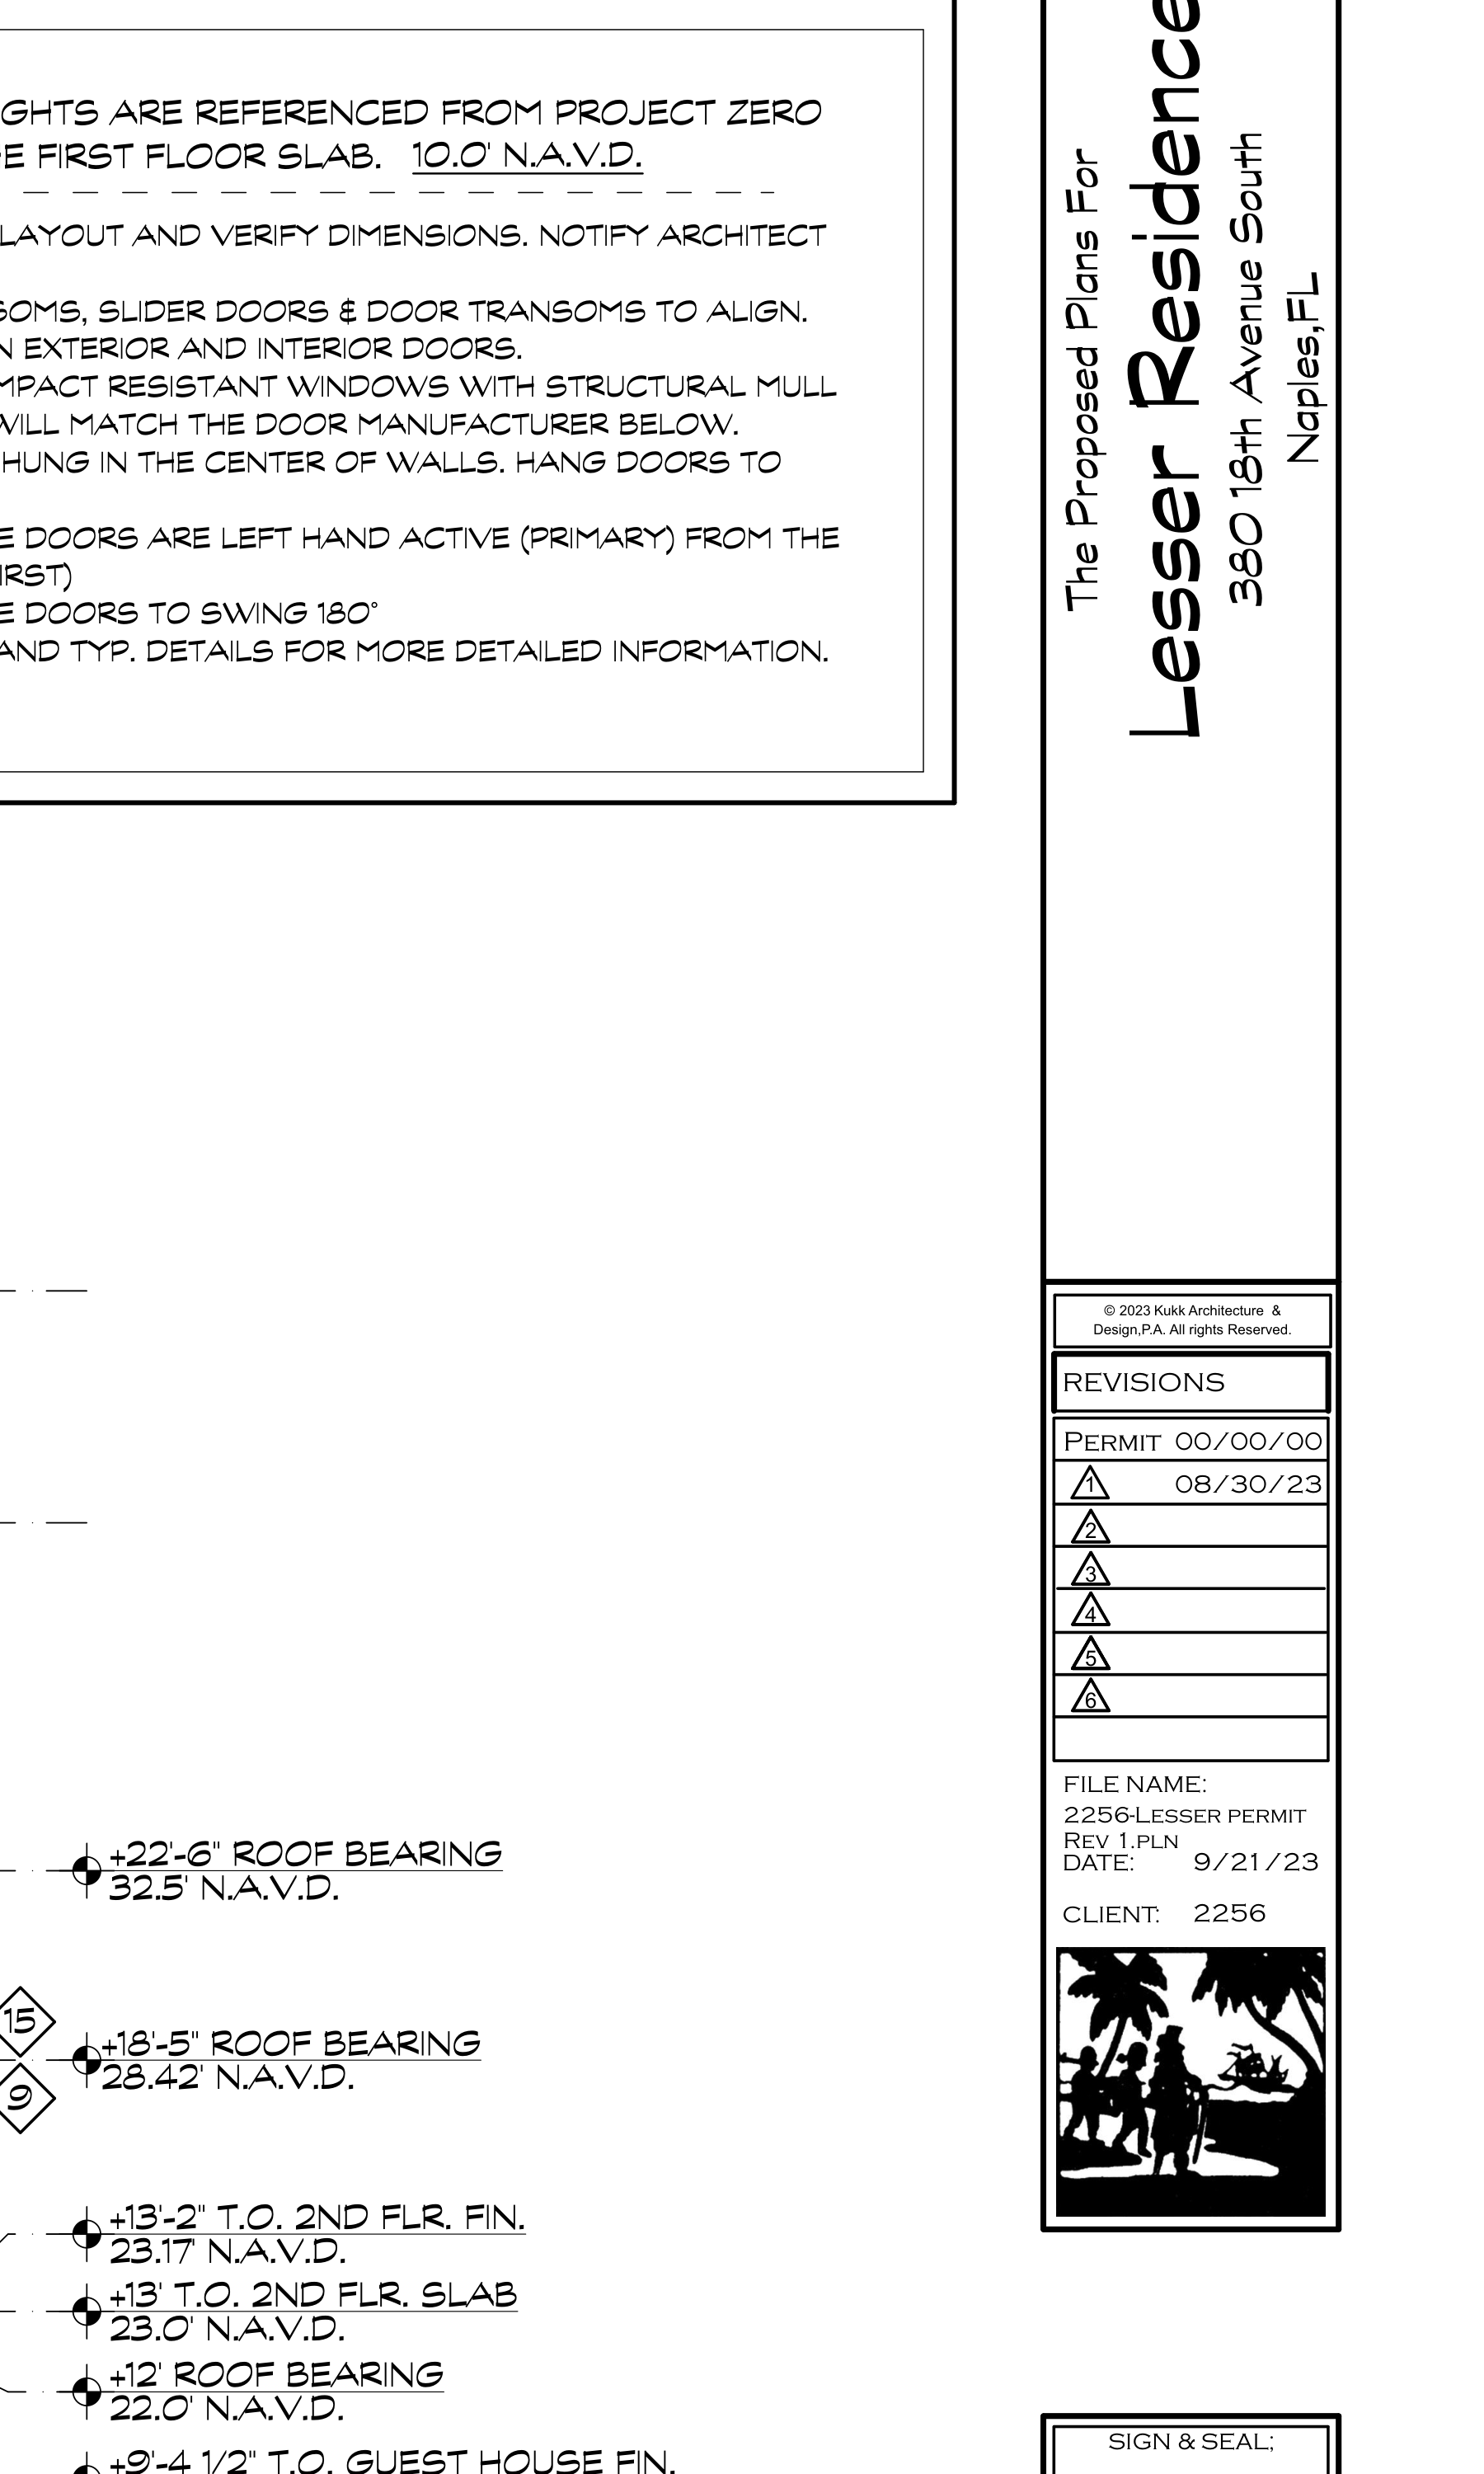 GHTS ARE REFERENCED FROM PROJECT ZERO
E FIRST FLOOR SLAB. 10.0' N.A.V.D.
LAYOUT AND VERIFY DIMENSIONS. NOTIFY ARCHITECT
SOMS, SLIDER DOORS & DOOR TRANSOMS TO ALIGN.
N EXTERIOR AND INTERIOR DOORS.
MPACT RESISTANT WINDOWS WITH STRUCTURAL MULL
WILL MATCH THE DOOR MANUFACTURER BELOW.
HUNG IN THE CENTER OF WALLS. HANG DOORS TO
E DOORS ARE LEFT HAND ACTIVE (PRIMARY) FROM THE
IRST)
E DOORS TO SWING 180°
AND TYP. DETAILS FOR MORE DETAILED INFORMATION.
The Proposed Plans For
Lesser Residence
380 18th Avenue South
Naples,FL
© 2023 Kukk Architecture &
Design,P.A. All rights Reserved.
REVISIONS
PERMIT 00/00/00
1 08/30/23
2
3
4
5
6
FILE NAME:
2256-LESSER PERMIT
REV 1.PLN
DATE: 9/21/23
CLIENT: 2256
+22'-6" ROOF BEARING
32.5' N.A.V.D.
15
+18'-5" ROOF BEARING
28.42' N.A.V.D.
9
+13'-2" T.O. 2ND FLR. FIN.
23.17' N.A.V.D.
+13' T.O. 2ND FLR. SLAB
23.0' N.A.V.D.
+12' ROOF BEARING
22.0' N.A.V.D.
+9'-4 1/2" T.O. GUEST HOUSE FIN.
SIGN & SEAL;